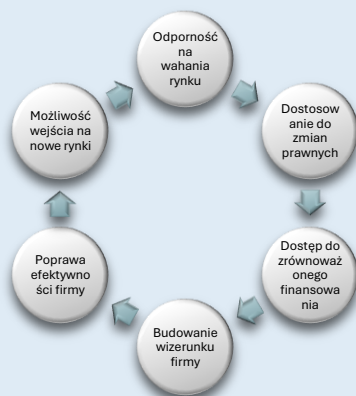 Odporność
na
wahania
rynku
Dostosow
anie do
zmian
prawnych
Dostęp do
zrównoważ
onego
finansowa
nia
Budowanie
wizerunku
firmy
Poprawa
efektywno
ści firmy
Możliwość
wejścia na
nowe rynki